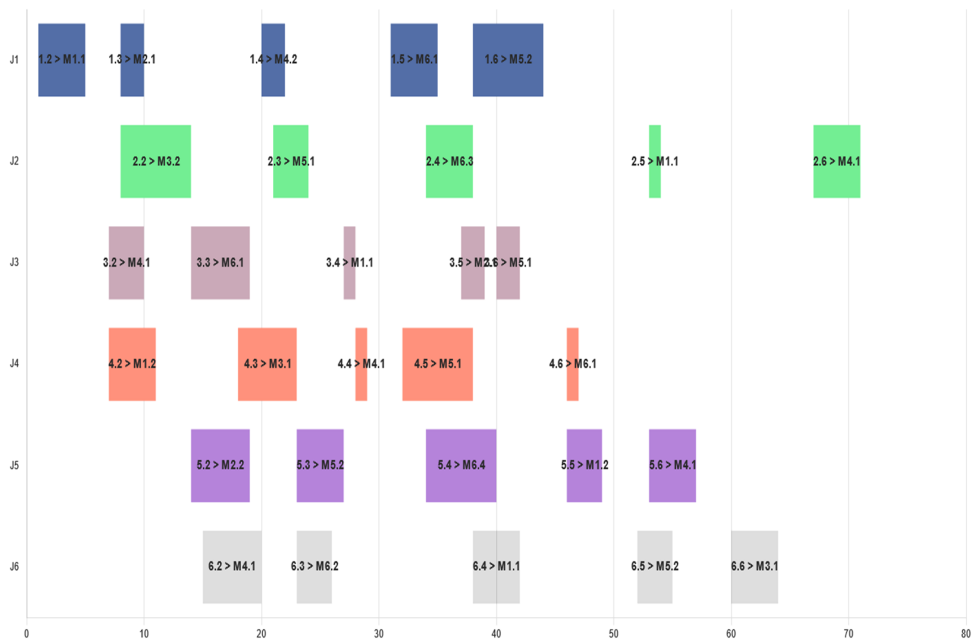 J1 1.2 > M1.1 1.3 > M2.1 1.4 > M4.2 1.5 > M6.1 1.6 > M5.2
J2 2.2 > M3.2 2.3 > M5.1 2.4 > M6.3 2.5 > M1.1 2.6 > M4.1
J3 3.2 > M4.1 3.3 > M6.1 3.4 > M1.1 3.5 > M2.1 3.6 > M5.1
J4 4.2 > M1.2 4.3 > M3.1 4.4 > M4.1 4.5 > M5.1 4.6 > M6.1
J5 5.2 > M2.2 5.3 > M5.2 5.4 > M6.4 5.5 > M1.2 5.6 > M4.1
J6 6.2 > M4.1 6.3 > M6.2 6.4 > M1.1 6.5 > M5.2 6.6 > M3.1
0 10 20 30 40 50 60 70 80